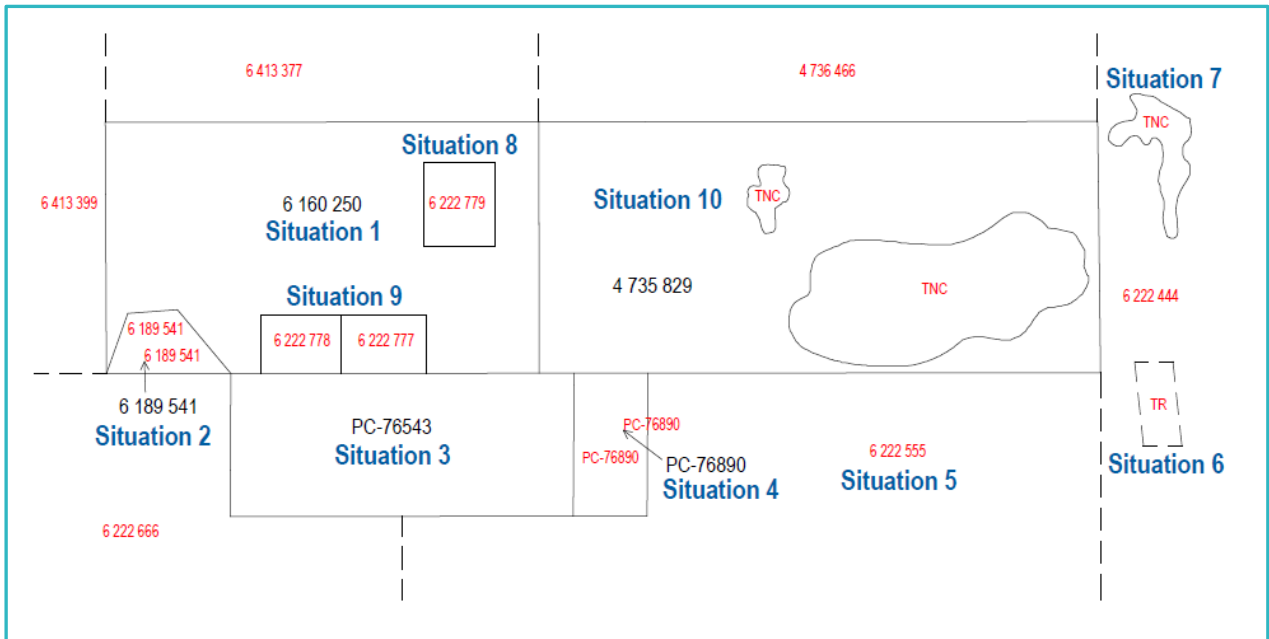 6 413 377
4 736 466
Situation 7
TNC
Situation 8
6 413 399
6 160 250
Situation 1
6 222 779
Situation 10
TNC
Situation 9
4 735 829
TNC
6 222 444
6 189 541
6 189 541
6 222 778
6 222 777
6 189 541
Situation 2
PC-76543
Situation 3
PC-76890
PC-76890
PC-76890
Situation 4
6 222 555
Situation 5
TR
Situation 6
6 222 666